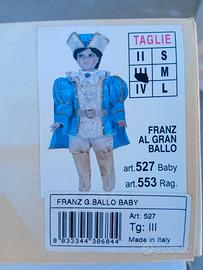 TAGLIE
II S
III M
IV L
FRANZ
AL GRAN
BALLO
art.527 Baby
art.553 Rag.
FRANZ G.BALLO BABY
Art: 527
Tg: III
Made in Italy
8 033344 306844